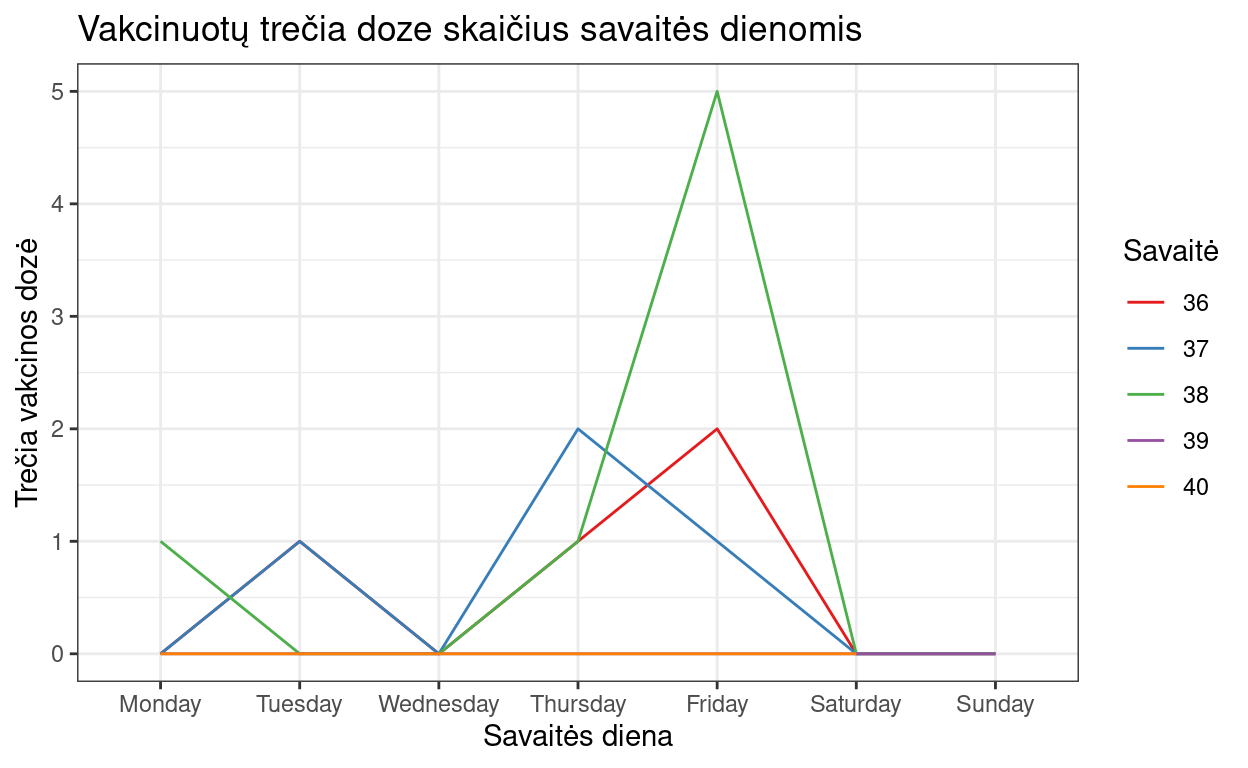 Vakcinuotų trečia doze skaičius savaitės dienomis
Trečia vakcinos dozė
5
4
3
2
1
0
Monday
Tuesday
Wednesday
Thursday
Friday
Saturday
Sunday
Savaitės diena
Savaitė
36
37
38
39
40